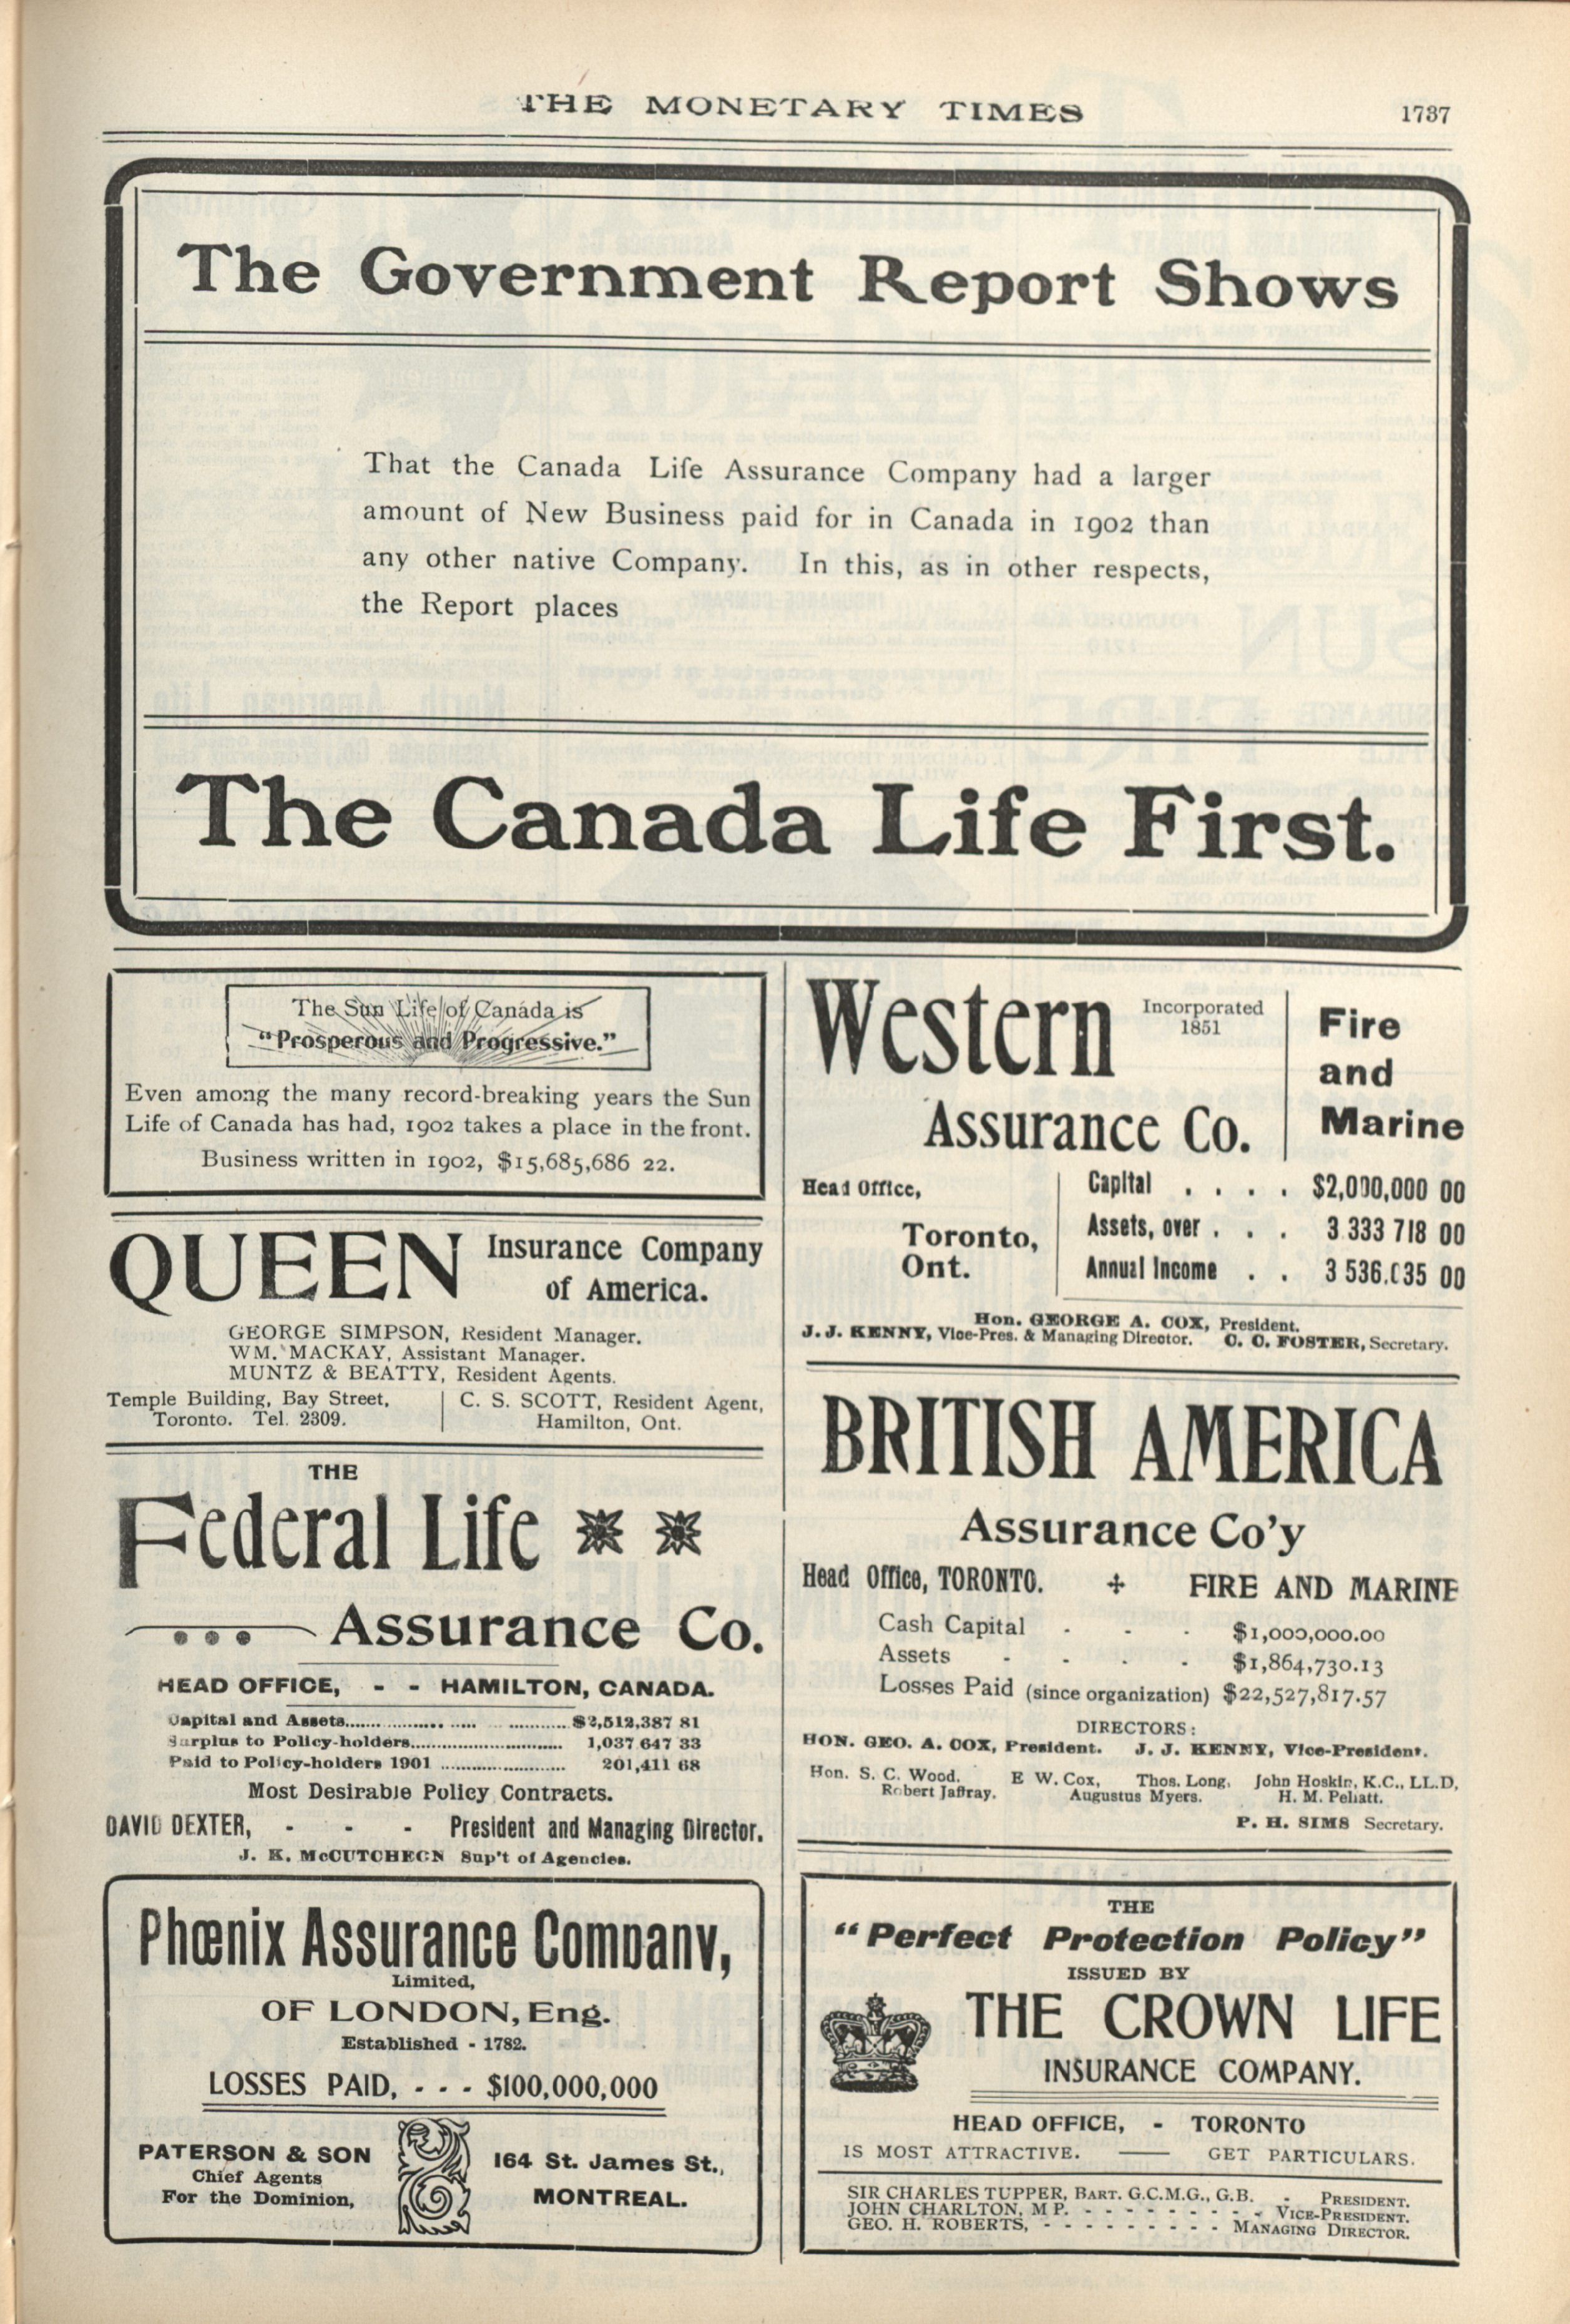 THE MONETARY TIMES 1737
The Government Report Shows
That the Canada Life Assurance Company had a larger
amount of New Business paid for in Canada in 1902 than
any other native Company. In this, as in other respects,
the Report places
The Canada Life First.
The Sun Life of Canada is
"Prosperous and Progressive."
Even among the many record-breaking years the Sun
Life of Canada has had, 1902 takes a place in the front.
Business written in 1902, $15,685,686 22.
QUEEN Insurance Company
of America.
GEORGE SIMPSON, Resident Manager.
WM. MACKAY, Assistant Manager.
MUNTZ & BEATTY, Resident Agents.
Temple Building, Bay Street,
Toronto. Tel. 2309.
C. S. SCOTT, Resident Agent,
Hamilton, Ont.
THE
Federal Life
Assurance Co.
HEAD OFFICE, - - HAMILTON, CANADA.
Capital and Assets.......................... $2,512,387 81
Surplus to Policy-holders.......................... 1,037 647 33
Paid to Policy-holders 1901 ........................ 201,411 68
Most Desirable Policy Contracts.
DAVID DEXTER, - - - President and Managing Director.
J. K. McCUTCHEON Sup't of Agencies.
Phœnix Assurance Company,
Limited,
OF LONDON, Eng.
Established - 1782.
LOSSES PAID, - - - $100,000,000
PATERSON & SON
Chief Agents
For the Dominion,
164 St. James St.,
MONTREAL.
Western
Incorporated
1851
Assurance Co.
Fire
and
Marine
Head Office,
Toronto,
Ont.
Capital . . . . $2,000,000 00
Assets, over . . . 3 333 718 00
Annual Income . . 3 536,035 00
Hon. GEORGE A. COX, President.
J. J. KENNY, Vice-Pres. & Managing Director. C. C. FOSTER, Secretary.
BRITISH AMERICA
Assurance Co'y
Head Office, TORONTO. ✢ FIRE AND MARINE
Cash Capital - - - $1,000,000.00
Assets - - - - $1,864,730.13
Losses Paid (since organization) $22,527,817.57
DIRECTORS:
HON. GEO. A. COX, President. J. J. KENNY, Vice-President.
Hon. S. C. Wood. E W. Cox, Thos. Long, John Hoskin, K.C., LL.D,
Robert Jaffray. Augustus Myers. H. M. Pellatt.
P. H. SIMS Secretary.
THE
"Perfect Protection Policy"
ISSUED BY
THE CROWN LIFE
INSURANCE COMPANY.
HEAD OFFICE, - TORONTO
IS MOST ATTRACTIVE. —— GET PARTICULARS.
SIR CHARLES TUPPER, BART. G.C.M.G., G.B. - PRESIDENT.
JOHN CHARLTON, M P. - - - - - - - - - VICE-PRESIDENT.
GEO. H. ROBERTS, - - - - - - - - - MANAGING DIRECTOR.